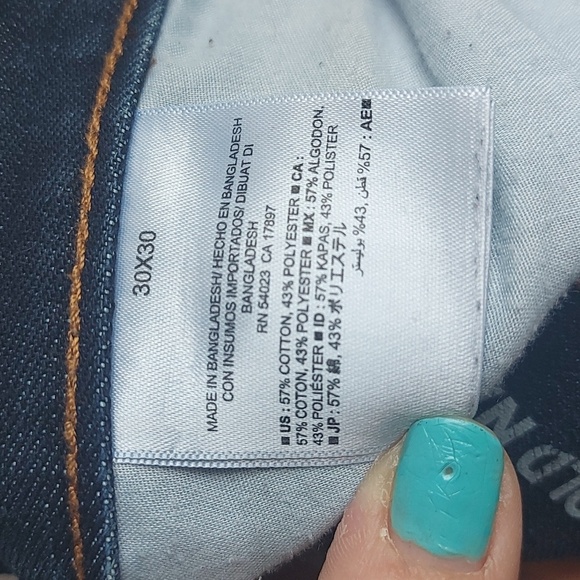 30X30
MADE IN BANGLADESH/ HECHO EN BANGLADESH
CON INSUMOS IMPORTADOS/ DIBUAT DI
BANGLADESH
RN 54023 CA 17897
US : 57% COTTON, 43% POLYESTER ■ CA :
57% COTON, 43% POLYESTER ■ MX : 57% ALGODON,
43% POLIÉSTER ■ ID : 57% KAPAS, 43% POLISTER
■ JP : 57% 綿, 43% ポリエステル
■AE : 57% قطن, 43% بوليستر